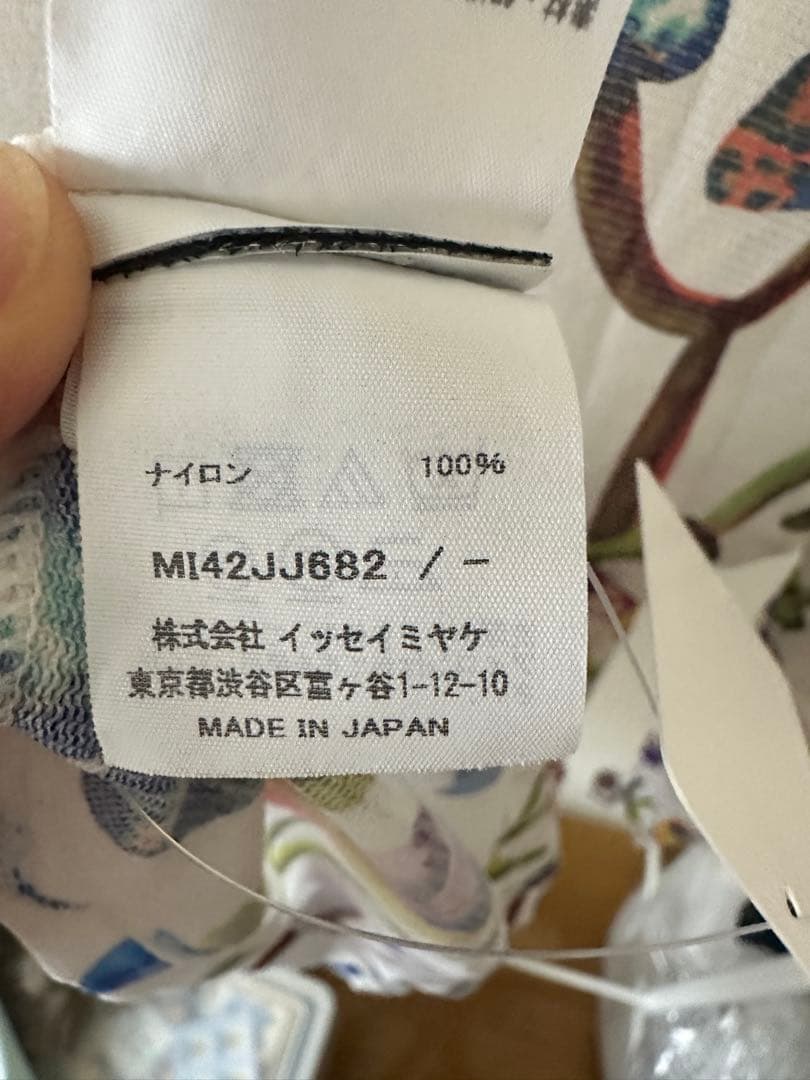 ナイロン 100%
MI42JJ682 / -
株式会社 イッセイミヤケ
東京都渋谷区富ヶ谷1-12-10
MADE IN JAPAN